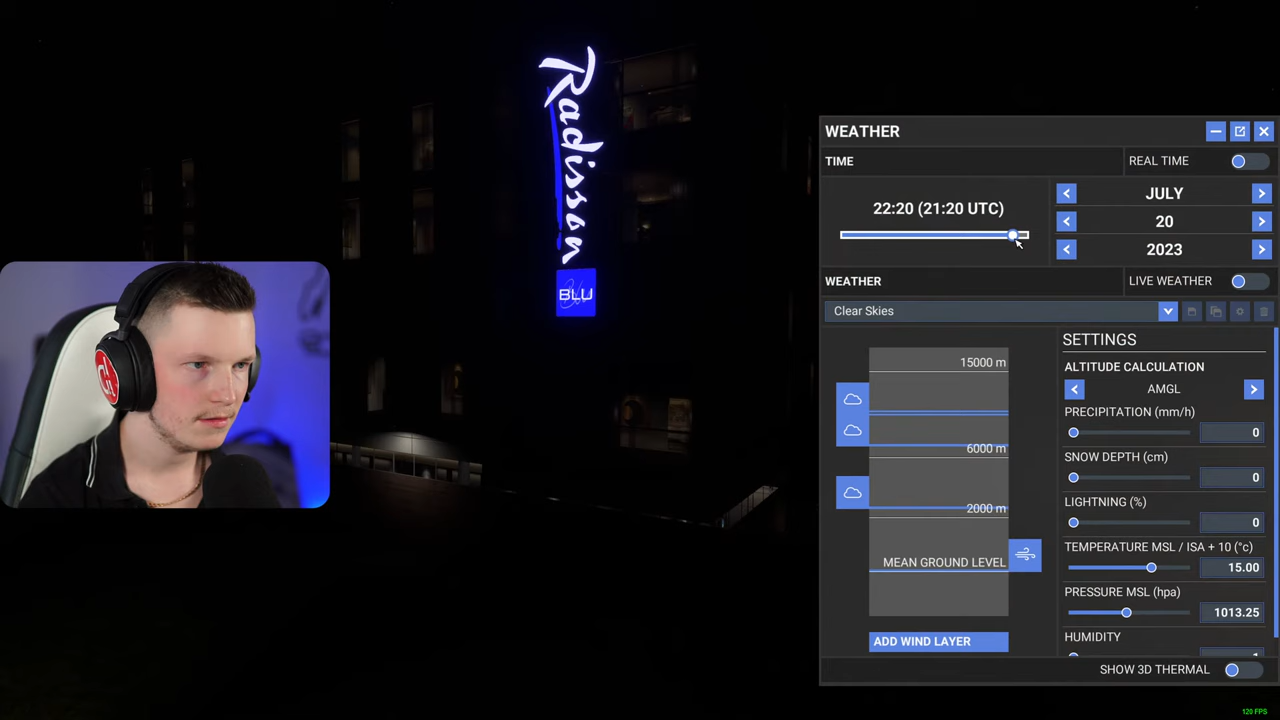 Radisson
BLU
WEATHER
TIME
REAL TIME
22:20 (21:20 UTC)
JULY
20
2023
WEATHER
LIVE WEATHER
Clear Skies
15000 m
6000 m
2000 m
MEAN GROUND LEVEL
ADD WIND LAYER
SETTINGS
ALTITUDE CALCULATION
AMGL
PRECIPITATION (mm/h)
0
SNOW DEPTH (cm)
0
LIGHTNING (%)
0
TEMPERATURE MSL / ISA + 10 (°c)
15.00
PRESSURE MSL (hpa)
1013.25
HUMIDITY
SHOW 3D THERMAL
120 FPS